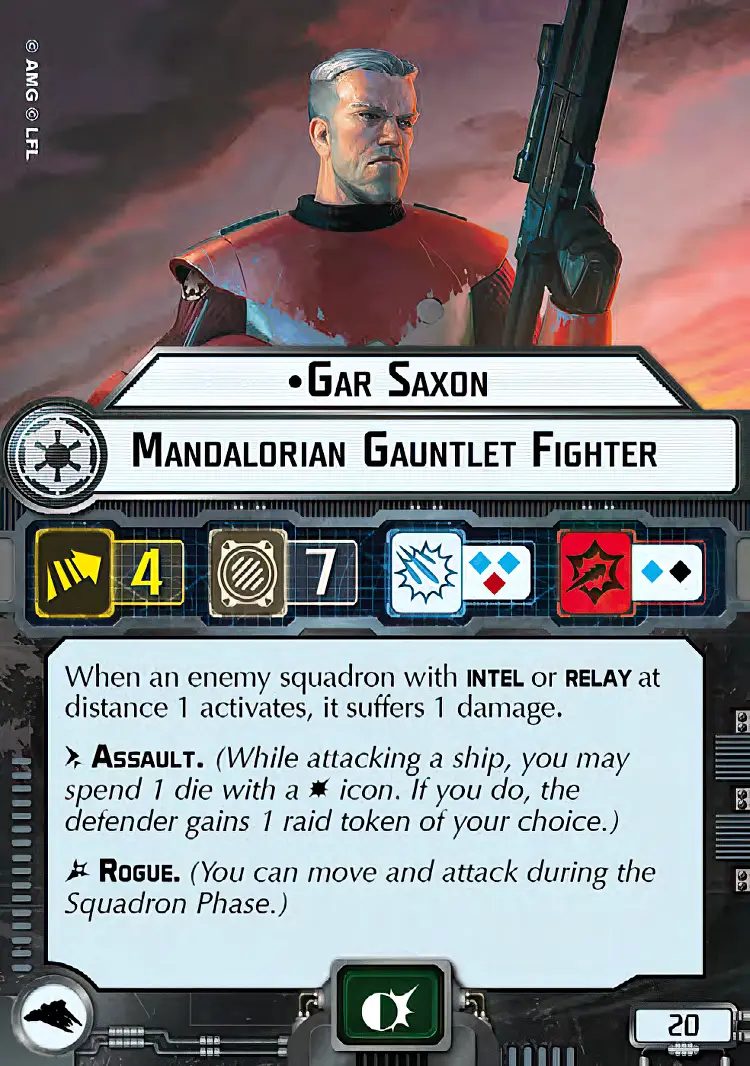 © AMG © LFL
•Gar Saxon
Mandalorian Gauntlet Fighter
4
7
When an enemy squadron with INTEL or RELAY at
distance 1 activates, it suffers 1 damage.
Assault. (While attacking a ship, you may
spend 1 die with a icon. If you do, the
defender gains 1 raid token of your choice.)
Rogue. (You can move and attack during the
Squadron Phase.)
20